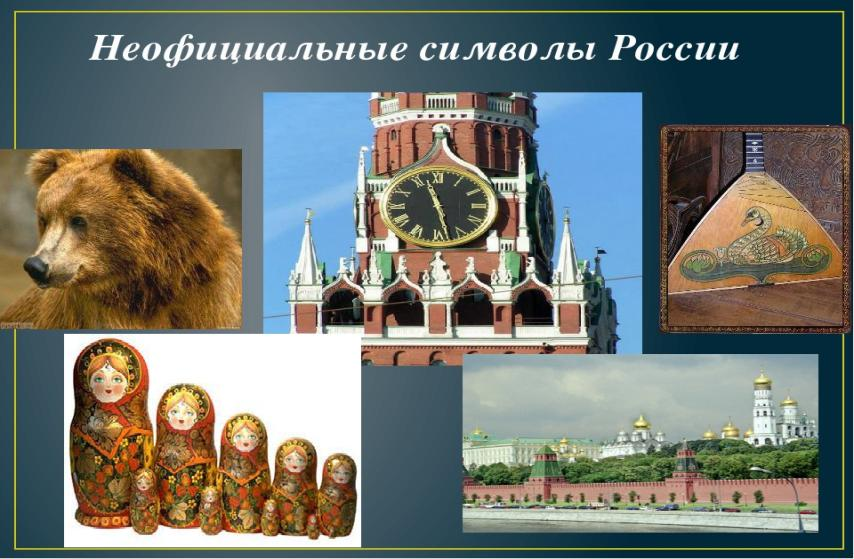 Неофициальные символы России